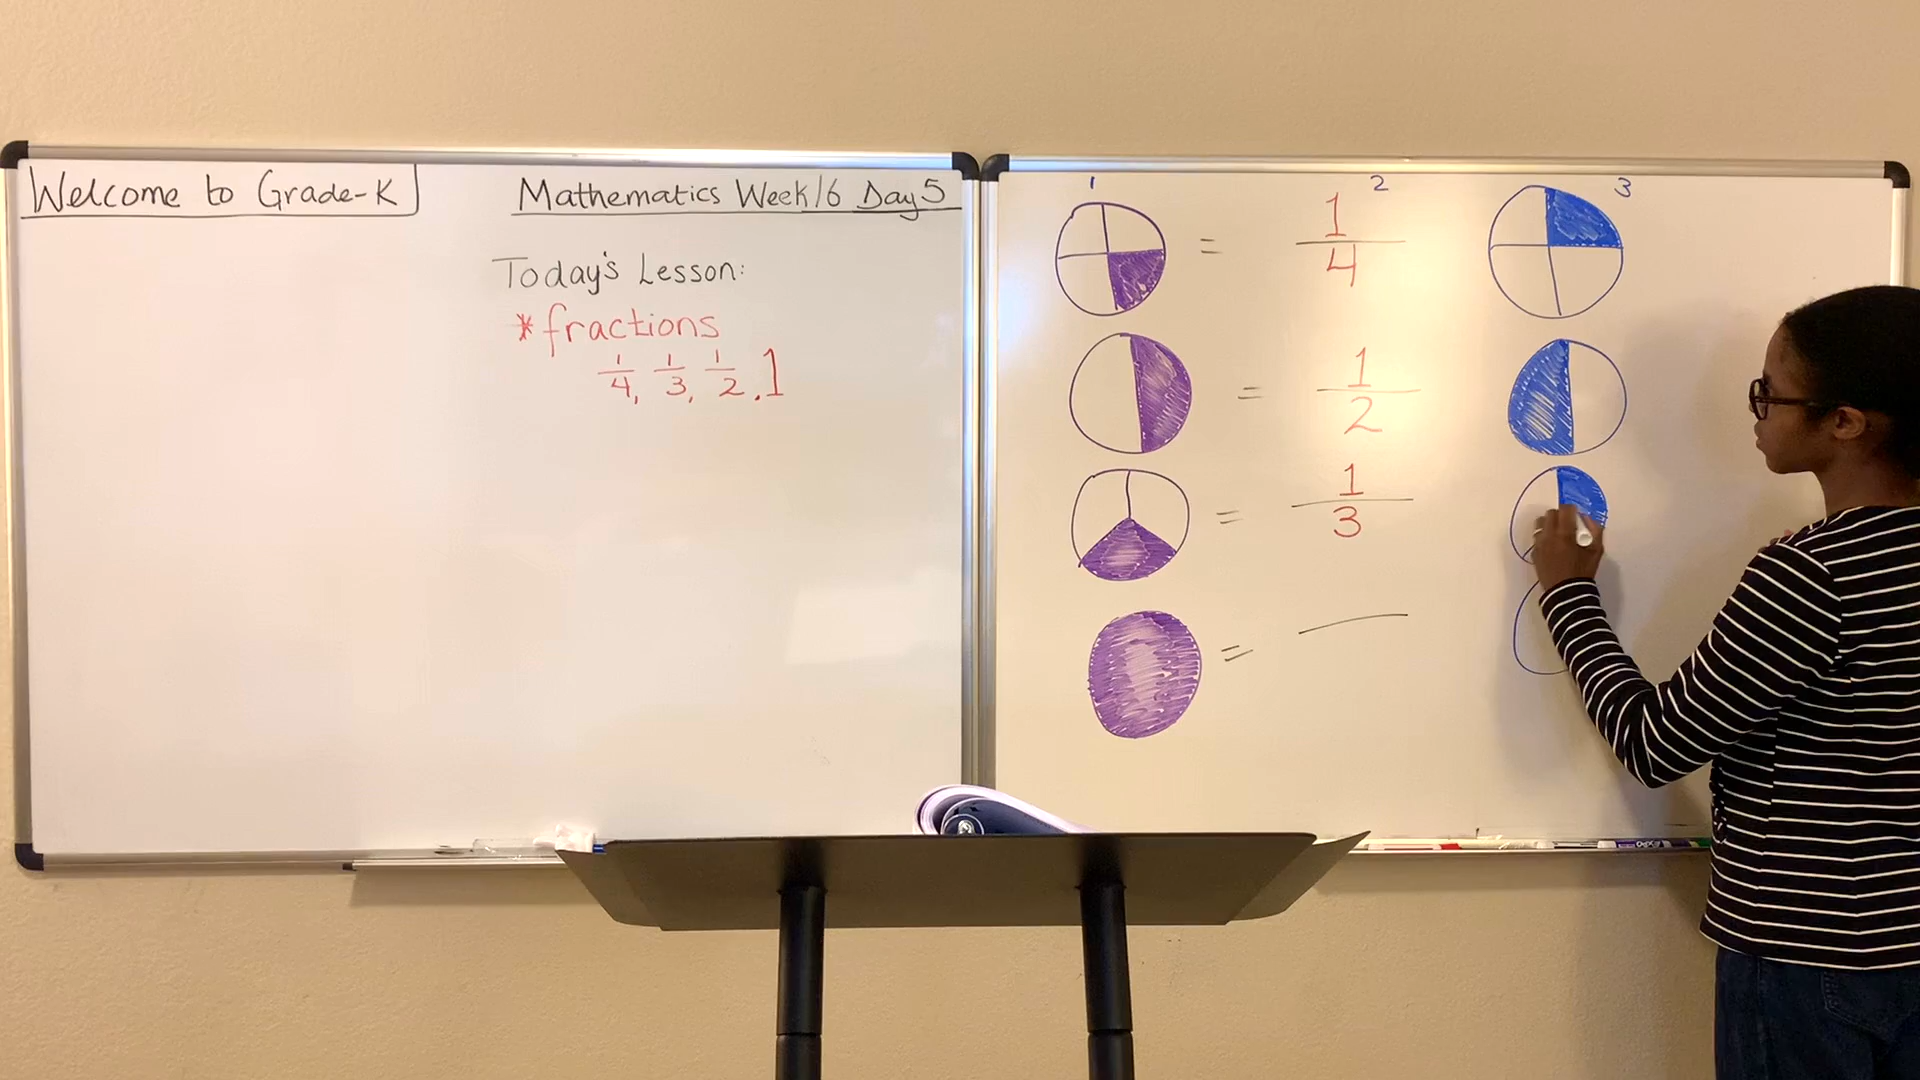 Welcome to Grade-K
Mathematics Week 16 Day 5
Today's Lesson:
*fractions
1/4, 1/3, 1/2, 1
1 2 3
= 1/4
= 1/2
= 1/3
=
EXPO